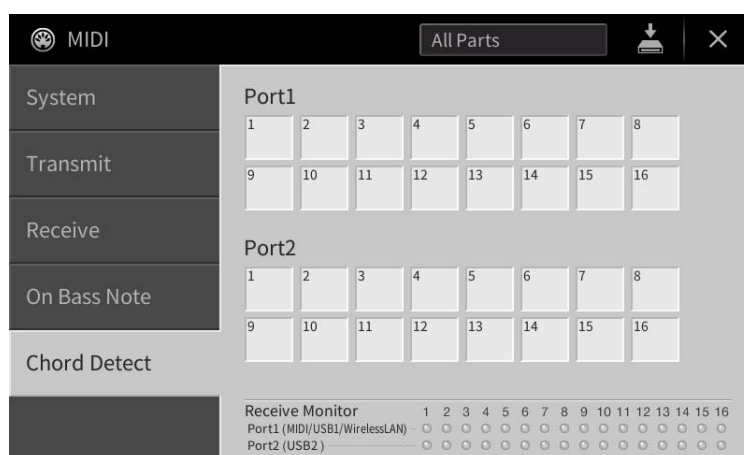 MIDI
All Parts
System
Transmit
Receive
On Bass Note
Chord Detect
Port1
1 2 3 4 5 6 7 8
9 10 11 12 13 14 15 16
Port2
1 2 3 4 5 6 7 8
9 10 11 12 13 14 15 16
Receive Monitor 1 2 3 4 5 6 7 8 9 10 11 12 13 14 15 16
Port1 (MIDI/USB1/WirelessLAN)
Port2 (USB2)